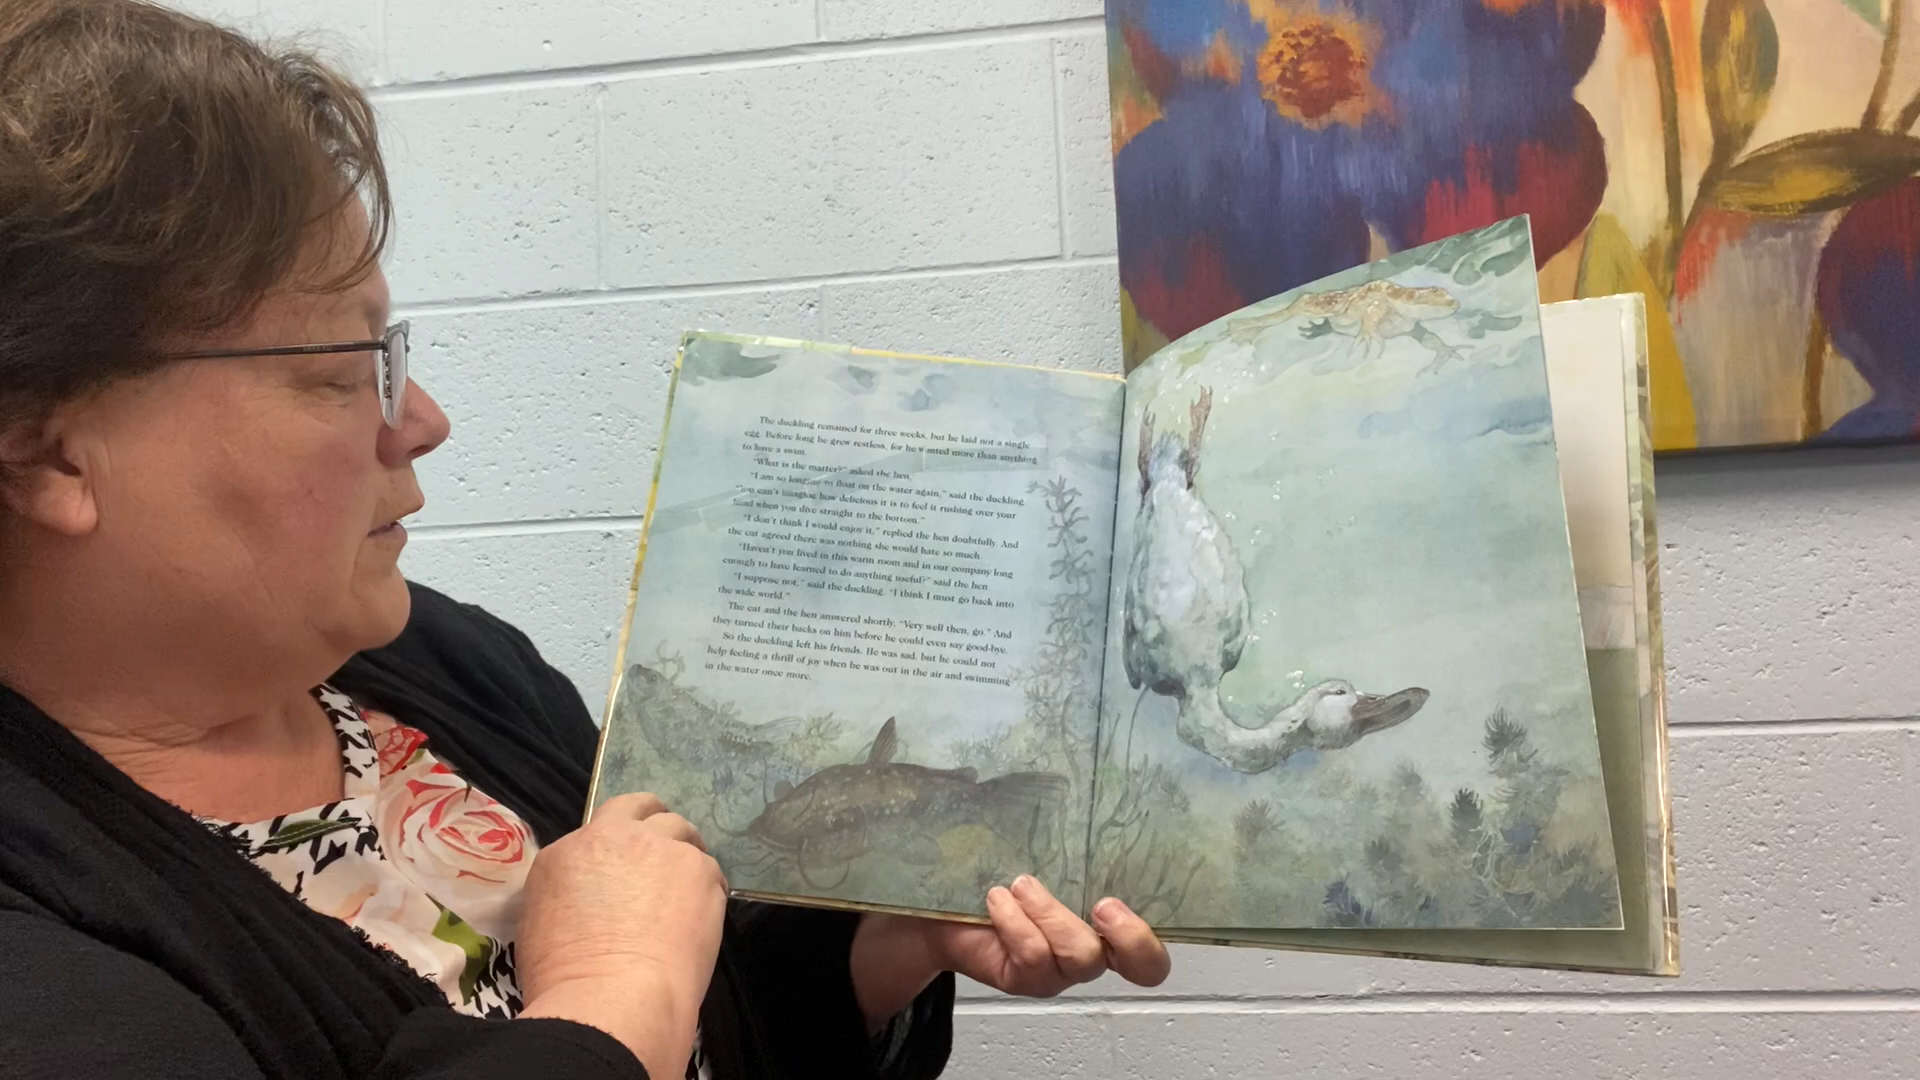 The duckling remained for three weeks, but he laid not a single
egg. Before long he grew restless, for he wanted more than anything
to have a swim.
"What is the matter?" asked the hen.
"I am so longing to float on the water again," said the duckling.
"You can't imagine how delicious it is to feel it rushing over your
head when you dive straight to the bottom."
"I don't think I would enjoy it," replied the hen doubtfully. And
the cat agreed there was nothing she would hate so much.
"Haven't you lived in this warm room and in our company long
enough to have learned to do anything useful?" said the hen.
"I suppose not," said the duckling. "I think I must go back into
the wide world."
The cat and the hen answered shortly, "Very well then, go." And
they turned their backs on him before he could even say good-bye.
So the duckling left his friends. He was sad, but he could not
help feeling a thrill of joy when he was out in the air and swimming
in the water once more.